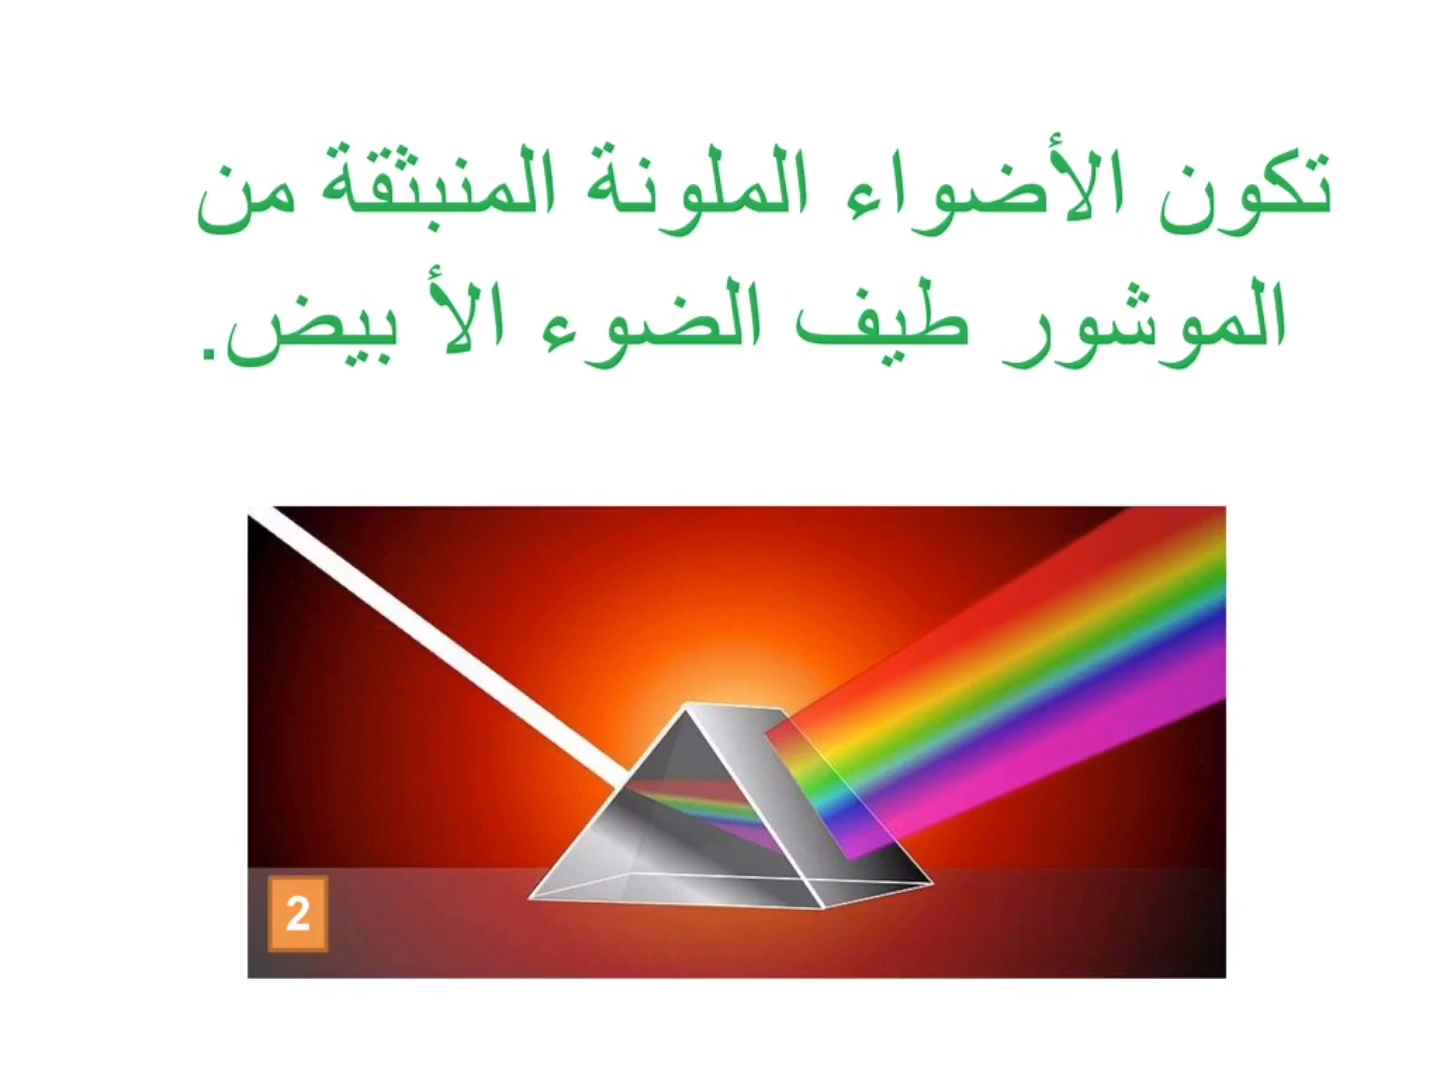 تكون الأضواء الملونة المنبثقة من
الموشور طيف الضوء الأ بيض.
2